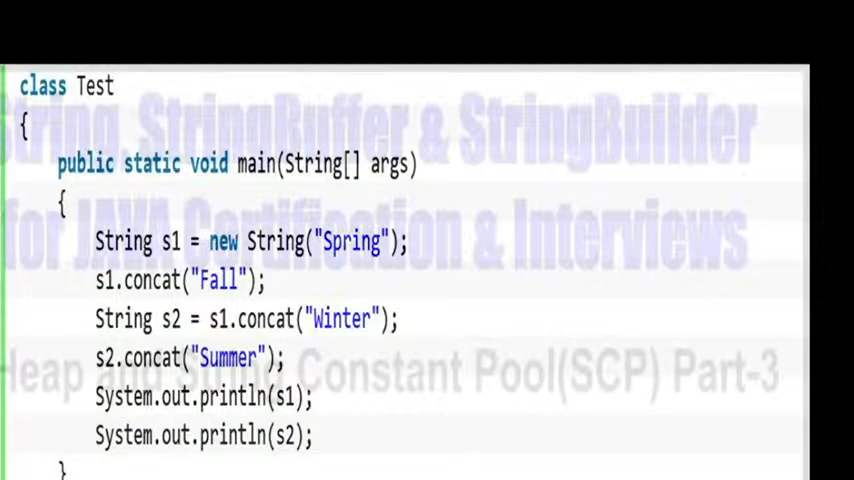 class Test
{
public static void main(String[] args)
{
String s1 = new String("Spring");
s1.concat("Fall");
String s2 = s1.concat("Winter");
s2.concat("Summer");
System.out.println(s1);
System.out.println(s2);
}
String, StringBuffer & StringBuilder
for JAVA Certification & Interviews
Heap and String Constant Pool(SCP) Part-3